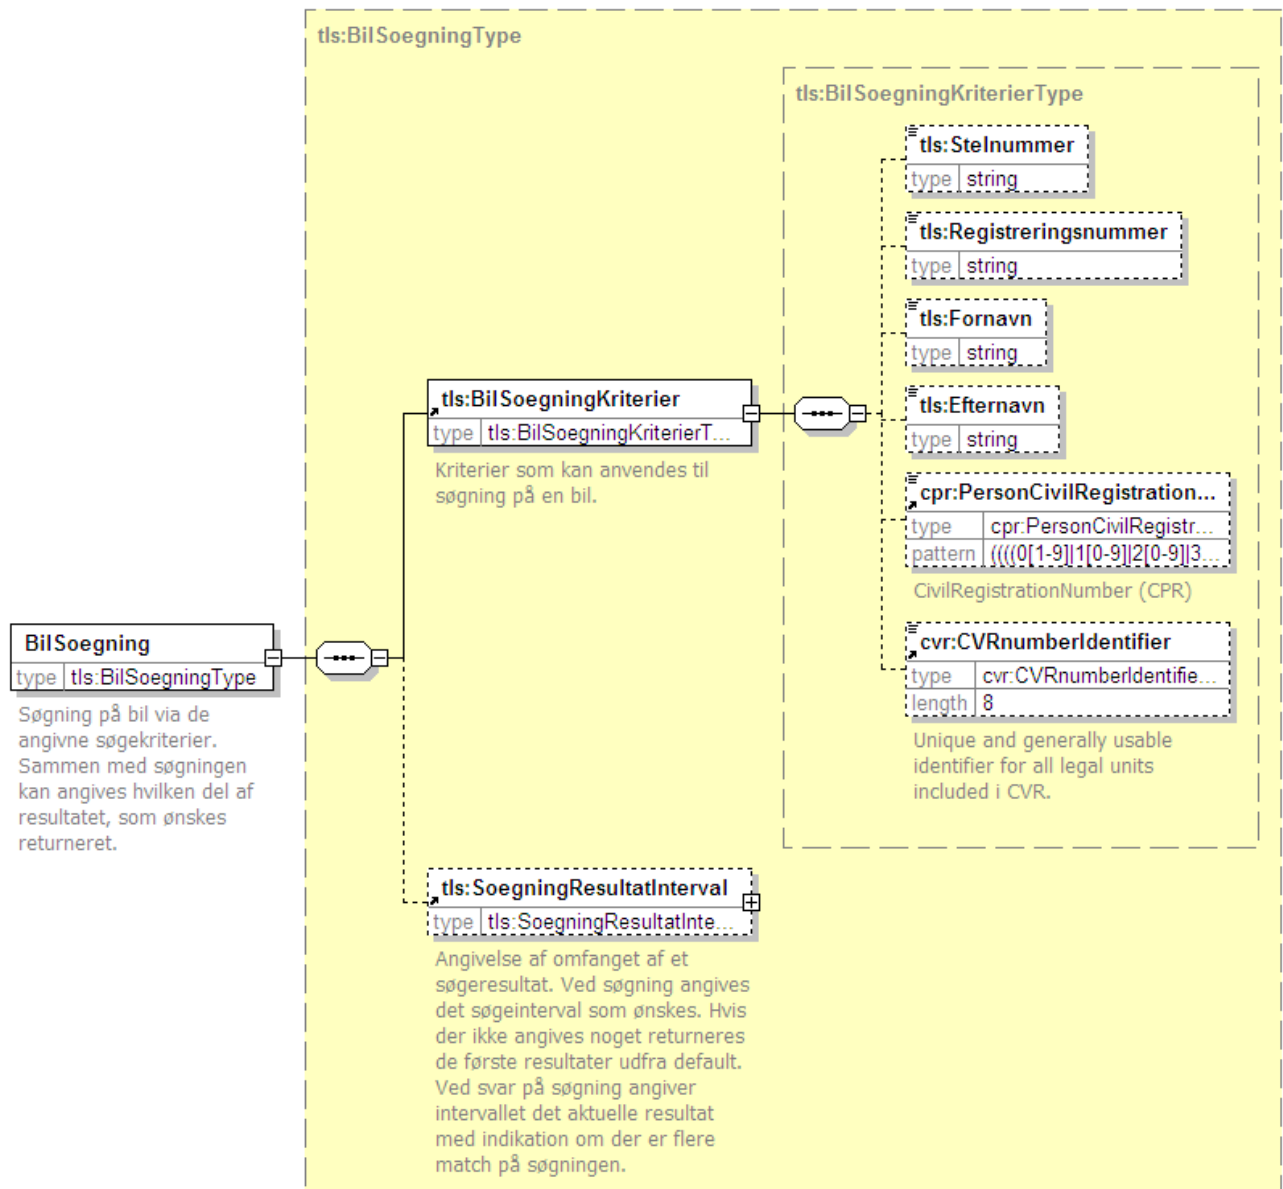 tls:BilSoegningType
tls:BilSoegningKriterierType
tls:Stelnummer
type string
tls:Registreringsnummer
type string
tls:Fornavn
type string
tls:Efternavn
type string
cpr:PersonCivilRegistration...
type cpr:PersonCivilRegistr...
pattern ((((0[1-9]|1[0-9]|2[0-9]|3...
CivilRegistrationNumber (CPR)
cvr:CVRnumberIdentifier
type cvr:CVRnumberIdentifie...
length 8
Unique and generally usable
identifier for all legal units
included i CVR.
tls:BilSoegningKriterier
type tls:BilSoegningKriterierT...
Kriterier som kan anvendes til
søgning på en bil.
BilSoegning
type tls:BilSoegningType
Søgning på bil via de
angivne søgekriterier.
Sammen med søgningen
kan angives hvilken del af
resultatet, som ønskes
returneret.
tls:SoegningResultatInterval
type tls:SoegningResultatInte...
Angivelse af omfanget af et
søgeresultat. Ved søgning angives
det søgeinterval som ønskes. Hvis
der ikke angives noget returneres
de første resultater udfra default.
Ved svar på søgning angiver
intervallet det aktuelle resultat
med indikation om der er flere
match på søgningen.